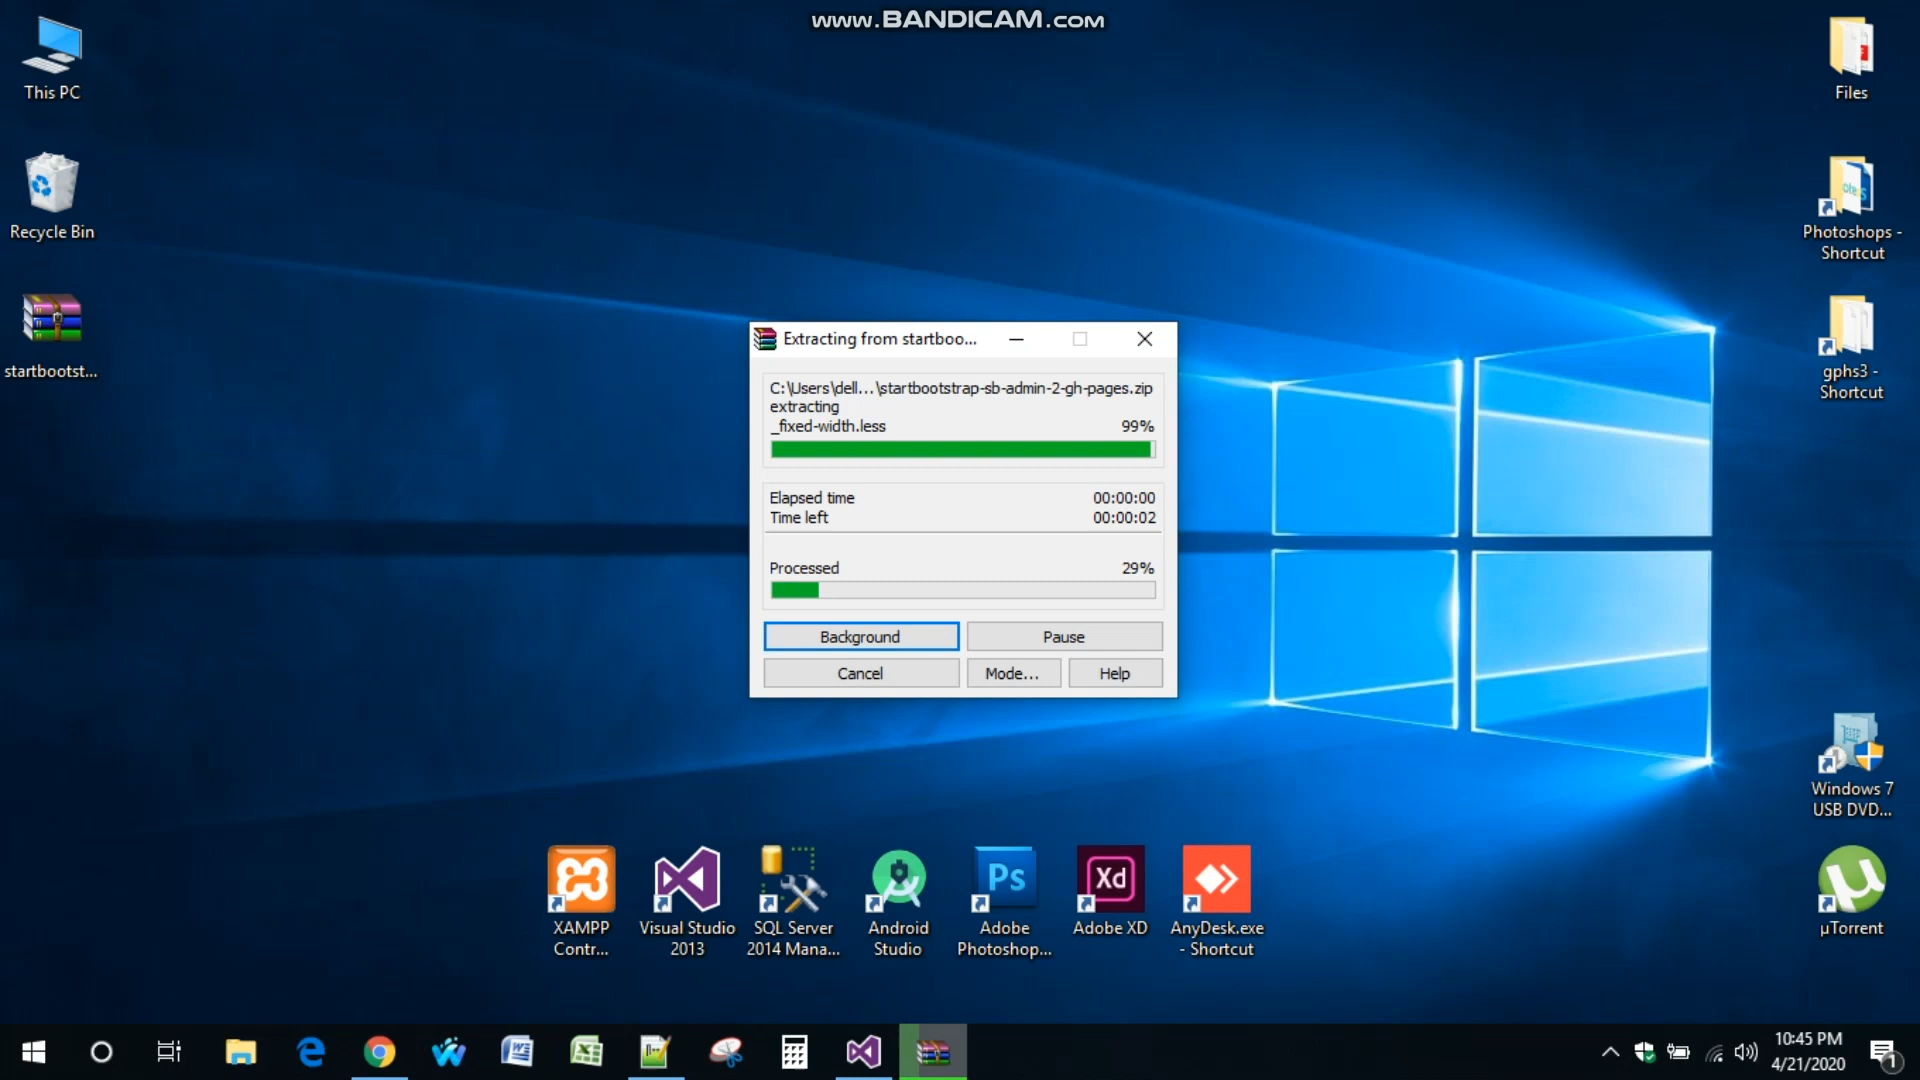 www.BANDICAM.com
This PC
Files
Recycle Bin
Photoshops -
Shortcut
startbootst...
gphs3 -
Shortcut
Extracting from startboo...
C:\Users\dell...\startbootstrap-sb-admin-2-gh-pages.zip
extracting
_fixed-width.less 99%
Elapsed time 00:00:00
Time left 00:00:02
Processed 29%
Background Pause
Cancel Mode... Help
Windows 7
USB DVD...
Ps
Xd
XAMPP
Contr...
Visual Studio
2013
SQL Server
2014 Mana...
Android
Studio
Adobe
Photoshop...
Adobe XD
AnyDesk.exe
- Shortcut
µTorrent
10:45 PM
4/21/2020
1